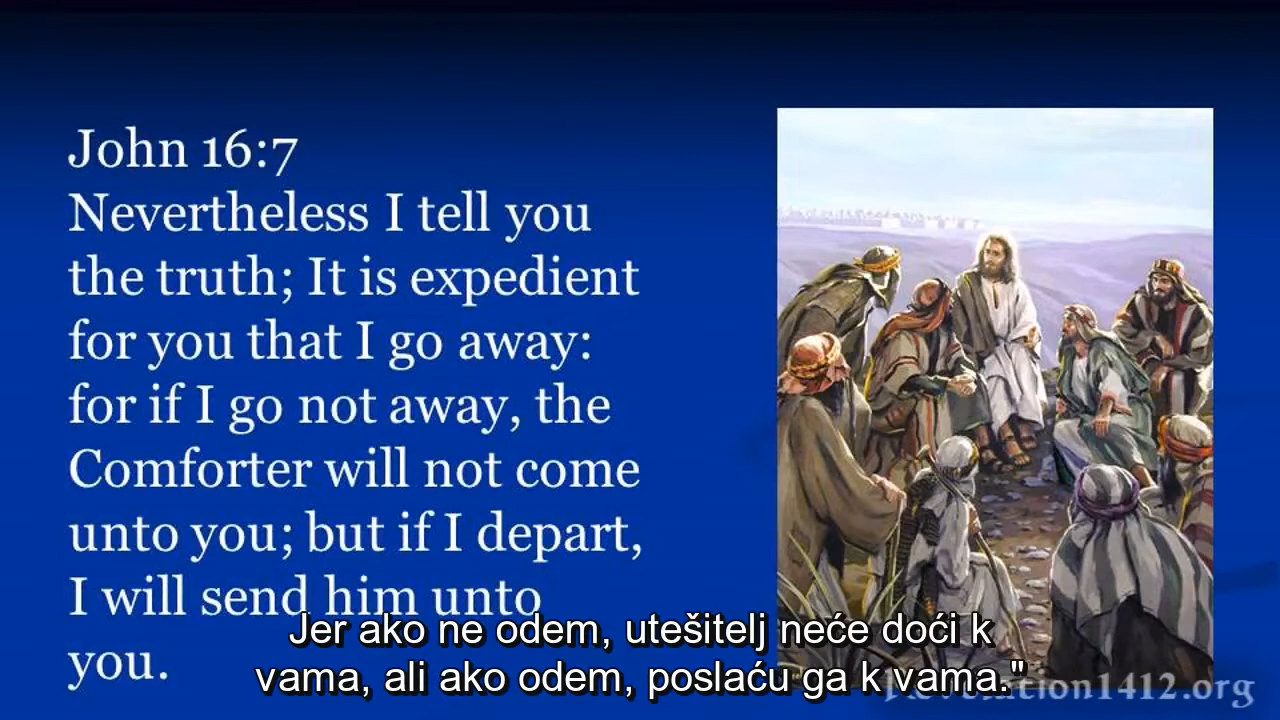 John 16:7
Nevertheless I tell you
the truth; It is expedient
for you that I go away:
for if I go not away, the
Comforter will not come
unto you; but if I depart,
I will send him unto
you.
Jer ako ne odem, utešitelj neće doći k
vama, ali ako odem, poslaću ga k vama."
Revelation1412.org